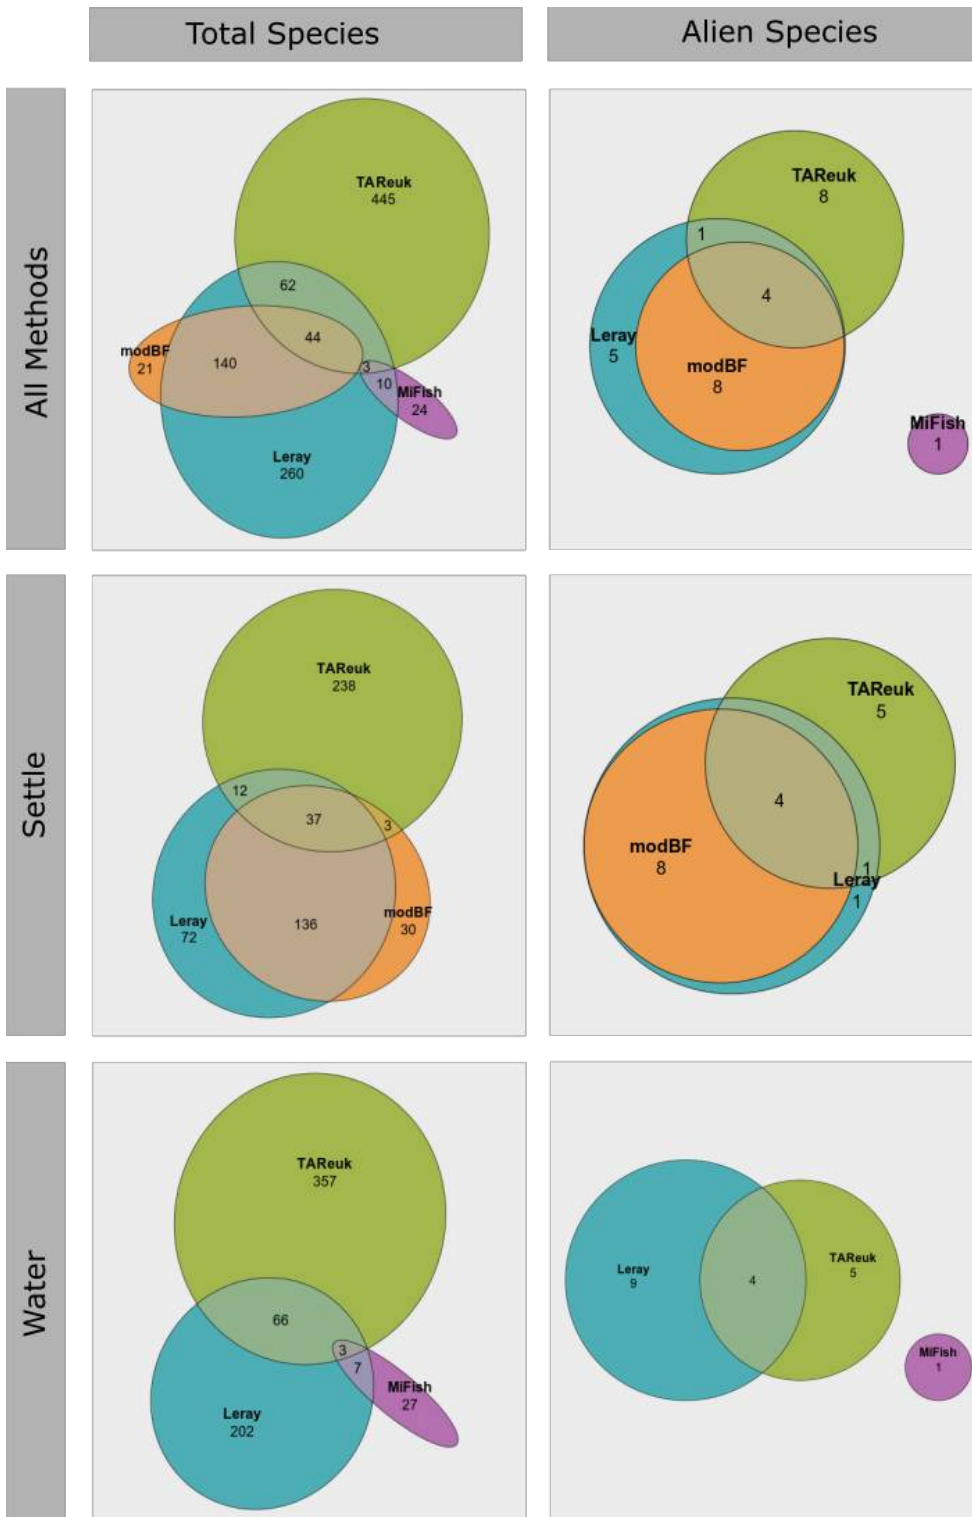 Total Species
Alien Species
All Methods
TAReuk
445
62
44
modBF
21
140
3
10
MiFish
24
Leray
260
TAReuk
8
1
4
Leray
5
modBF
8
MiFish
1
Settle
TAReuk
238
12
37
3
Leray
72
136
modBF
30
TAReuk
5
4
modBF
8
1
Leray
1
Water
TAReuk
357
66
3
7
MiFish
27
Leray
202
Leray
9
4
TAReuk
5
MiFish
1